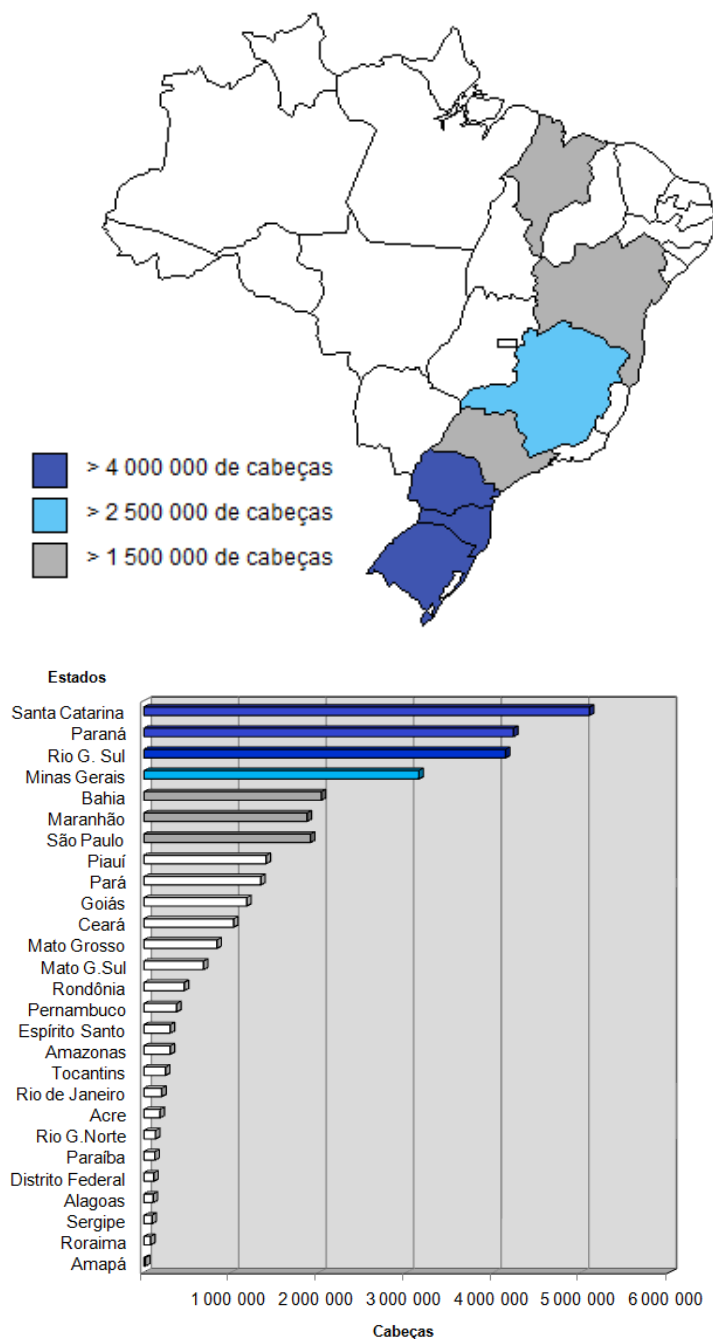 > 4 000 000 de cabeças
> 2 500 000 de cabeças
> 1 500 000 de cabeças
Estados
Santa Catarina
Paraná
Rio G. Sul
Minas Gerais
Bahia
Maranhão
São Paulo
Piauí
Pará
Goiás
Ceará
Mato Grosso
Mato G.Sul
Rondônia
Pernambuco
Espírito Santo
Amazonas
Tocantins
Rio de Janeiro
Acre
Rio G.Norte
Paraíba
Distrito Federal
Alagoas
Sergipe
Roraima
Amapá
1 000 000 2 000 000 3 000 000 4 000 000 5 000 000 6 000 000
Cabeças